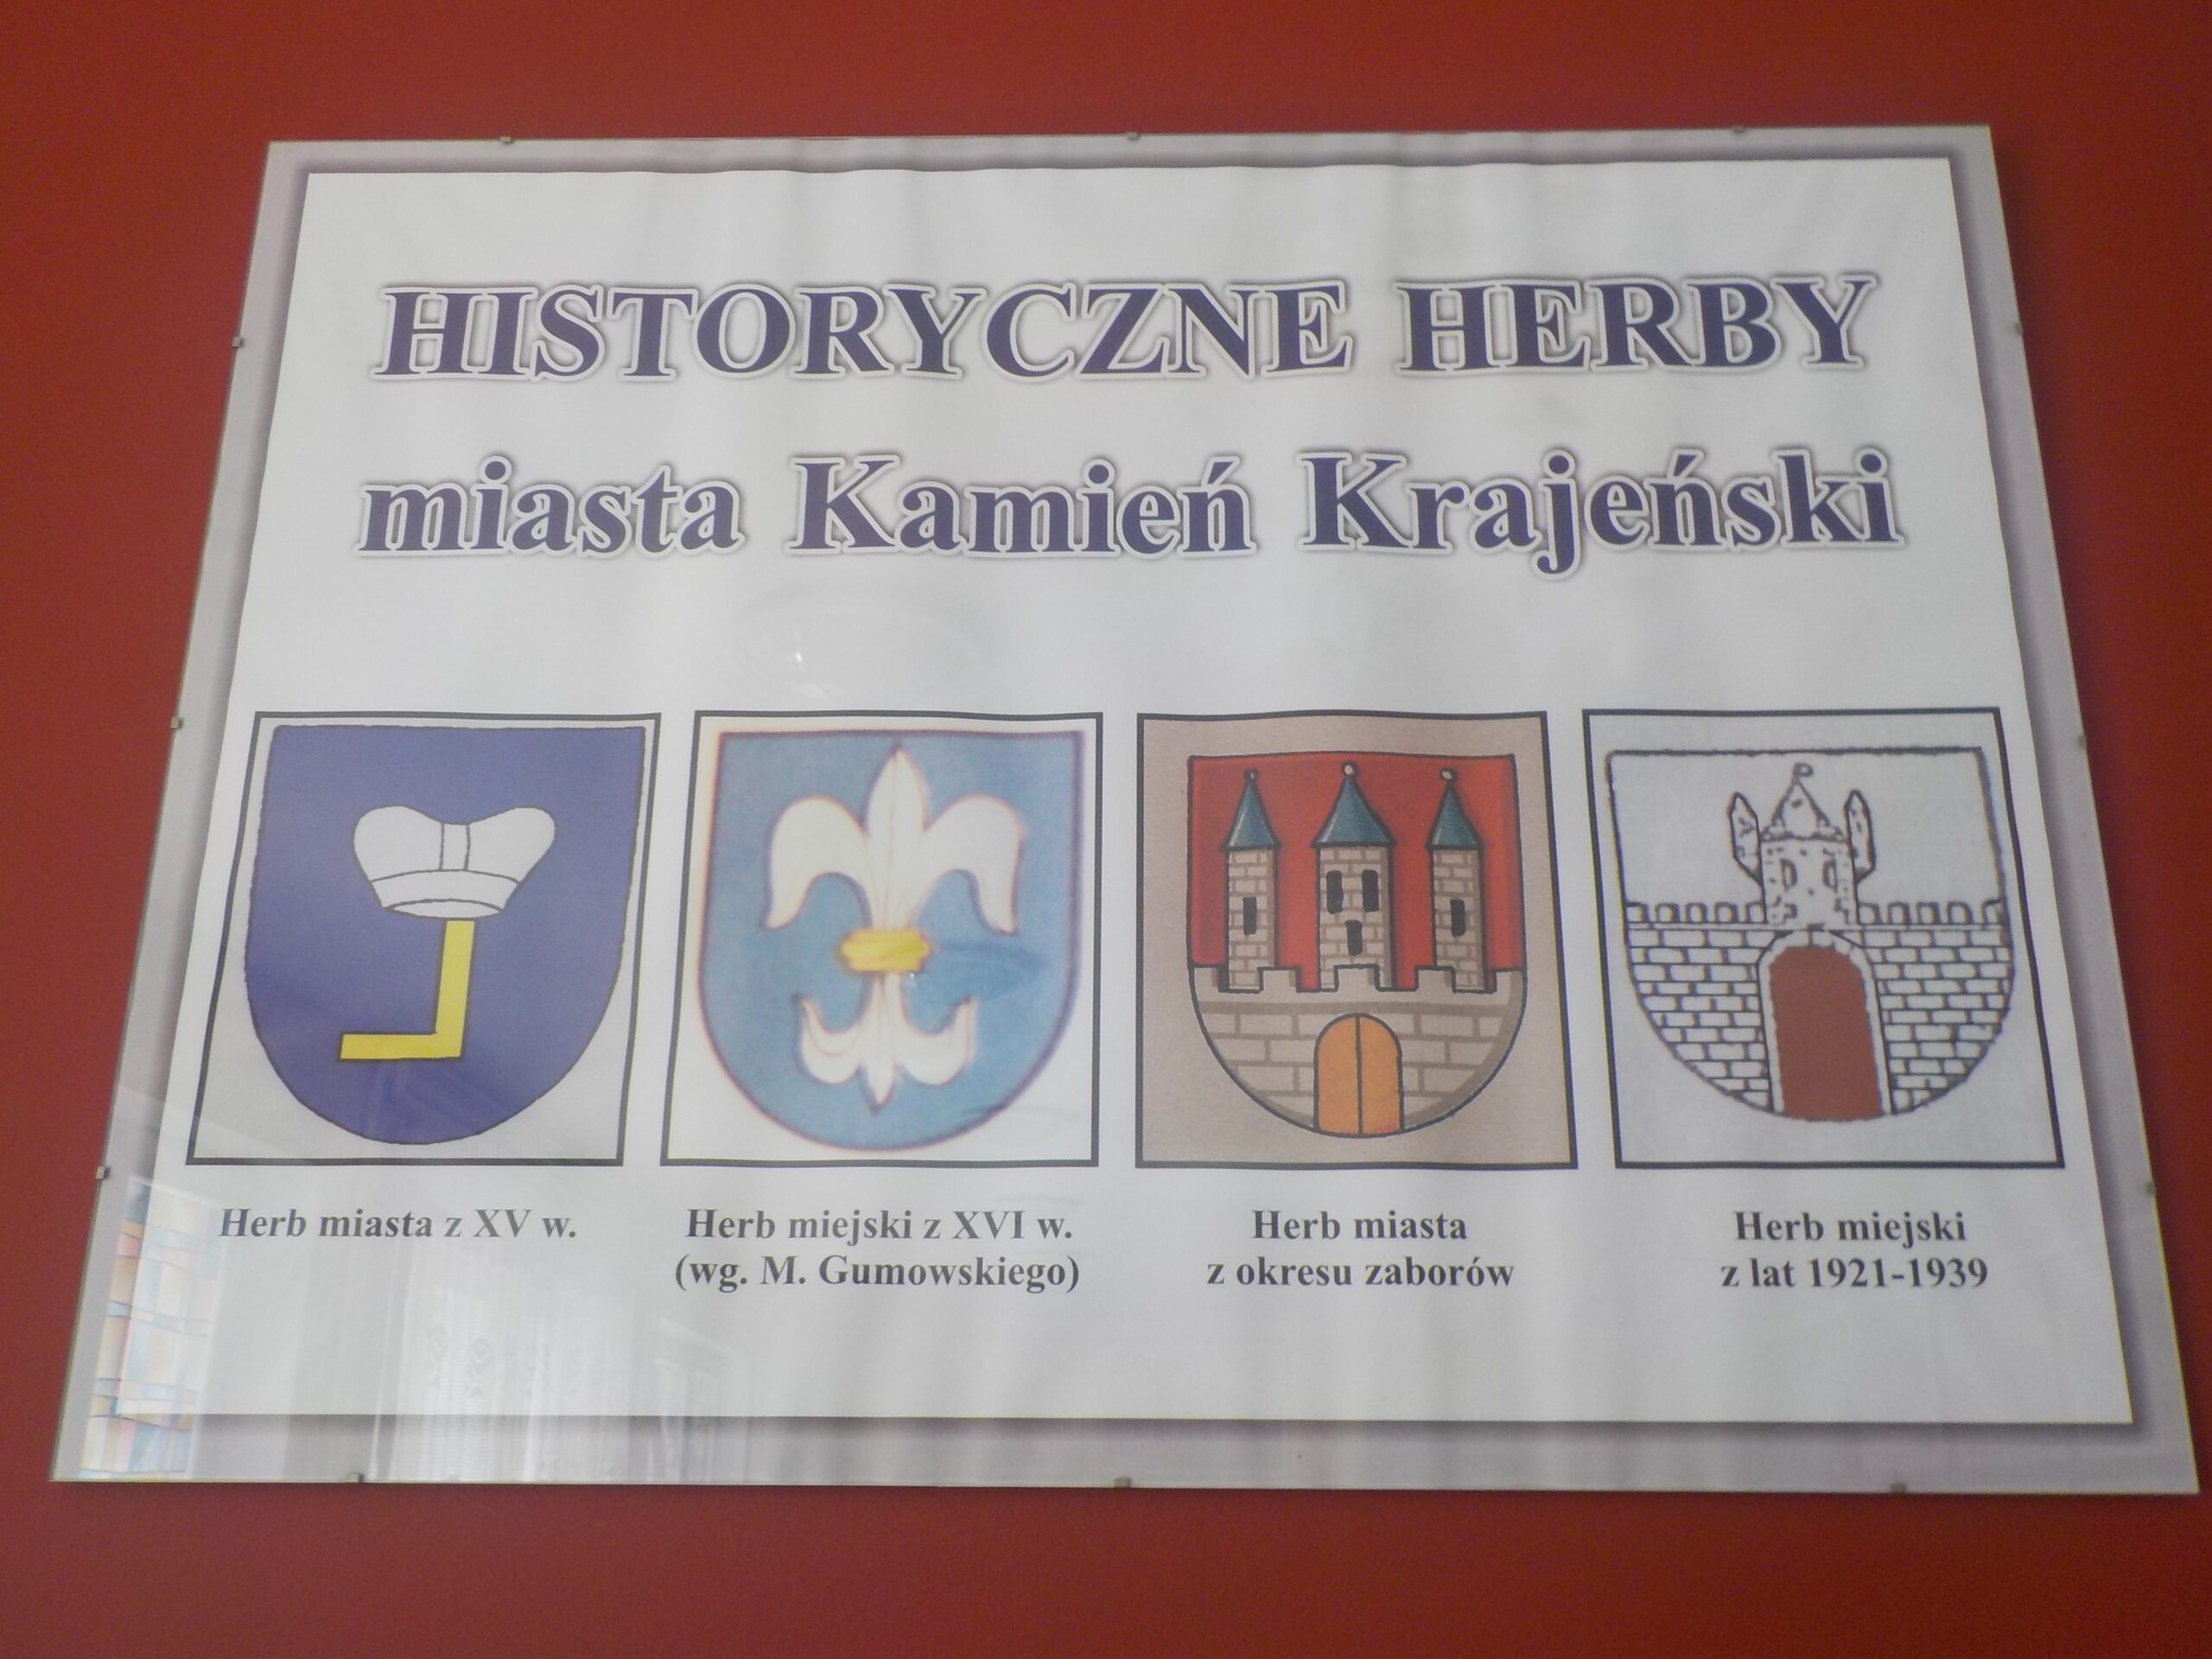 HISTORYCZNE HERBY
miasta Kamień Krajeński
Herb miasta z XV w.
Herb miejski z XVI w.
(wg. M. Gumowskiego)
Herb miasta
z okresu zaborów
Herb miejski
z lat 1921-1939